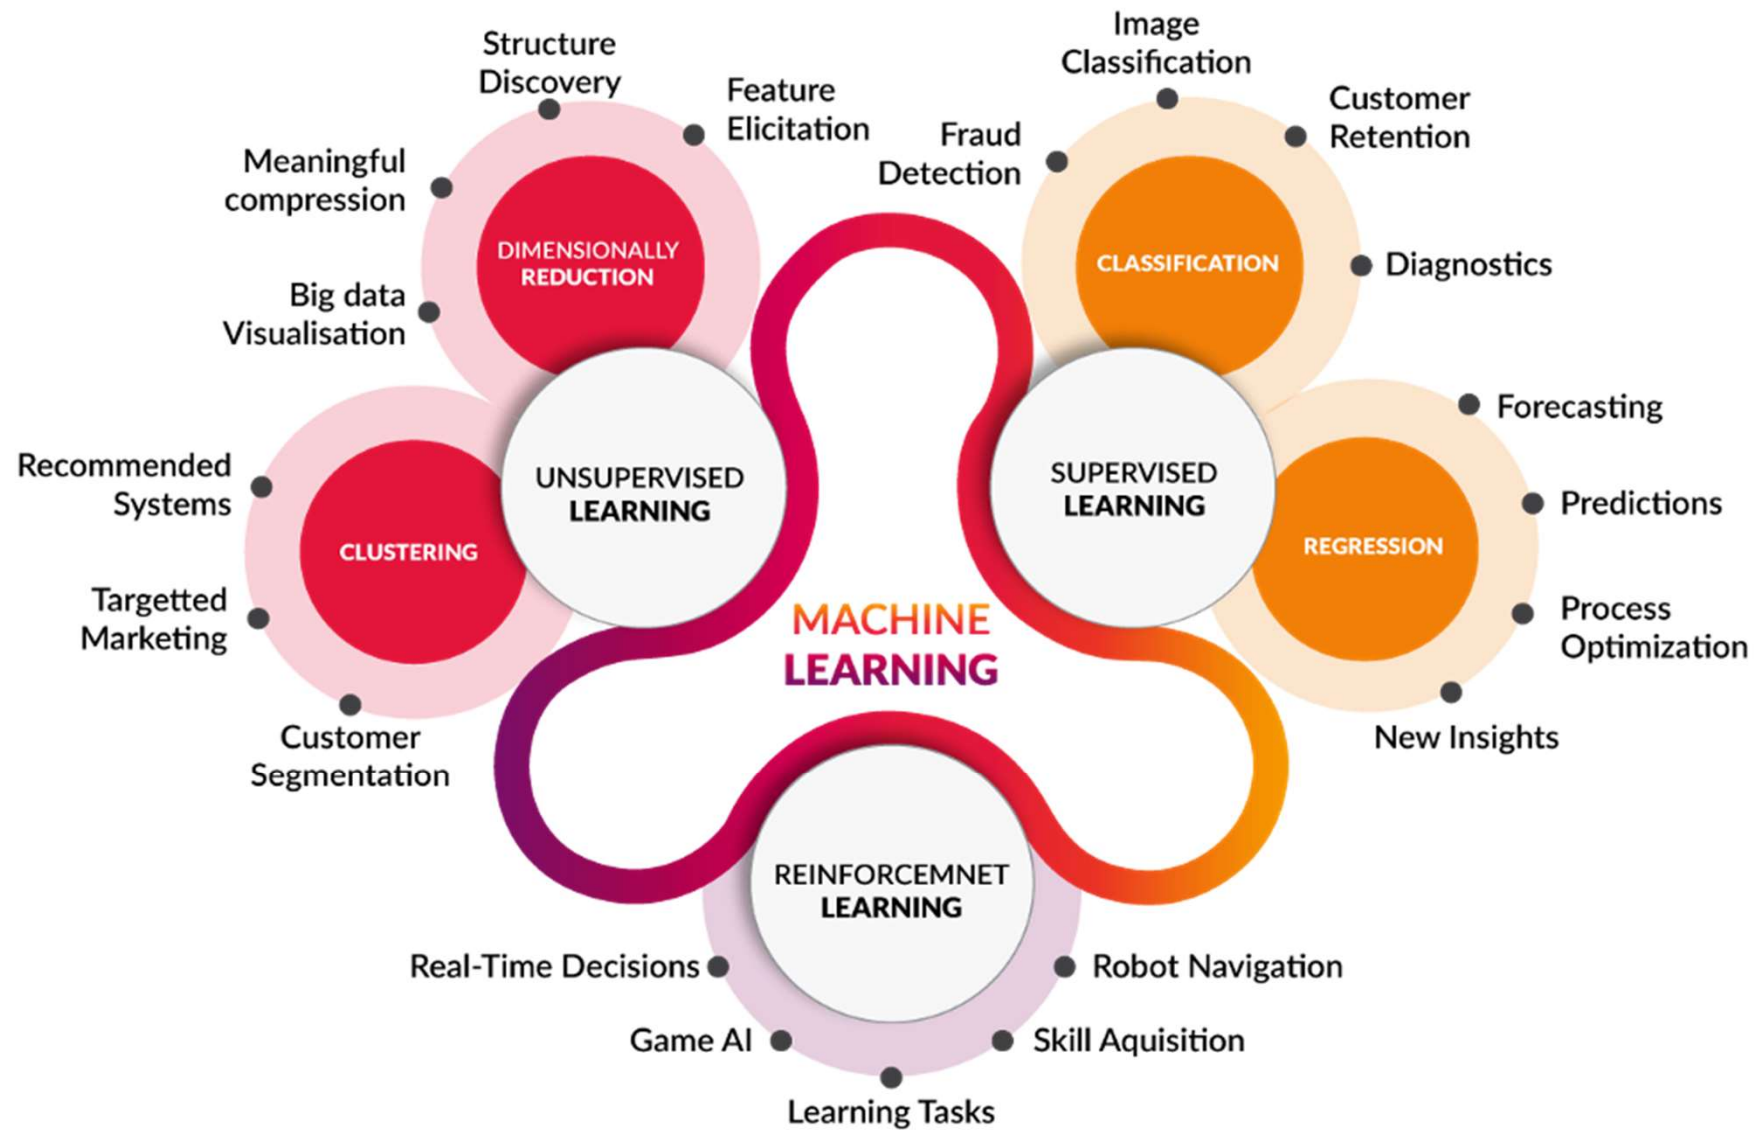 Structure
Discovery
Feature
Elicitation
Meaningful
compression
Big data
Visualisation
DIMENSIONALLY
REDUCTION
Recommended
Systems
Targetted
Marketing
Customer
Segmentation
CLUSTERING
UNSUPERVISED
LEARNING
Image
Classification
Fraud
Detection
Customer
Retention
Diagnostics
CLASSIFICATION
SUPERVISED
LEARNING
Forecasting
Predictions
Process
Optimization
New Insights
REGRESSION
MACHINE
LEARNING
REINFORCEMNET
LEARNING
Real-Time Decisions
Game AI
Learning Tasks
Skill Aquisition
Robot Navigation